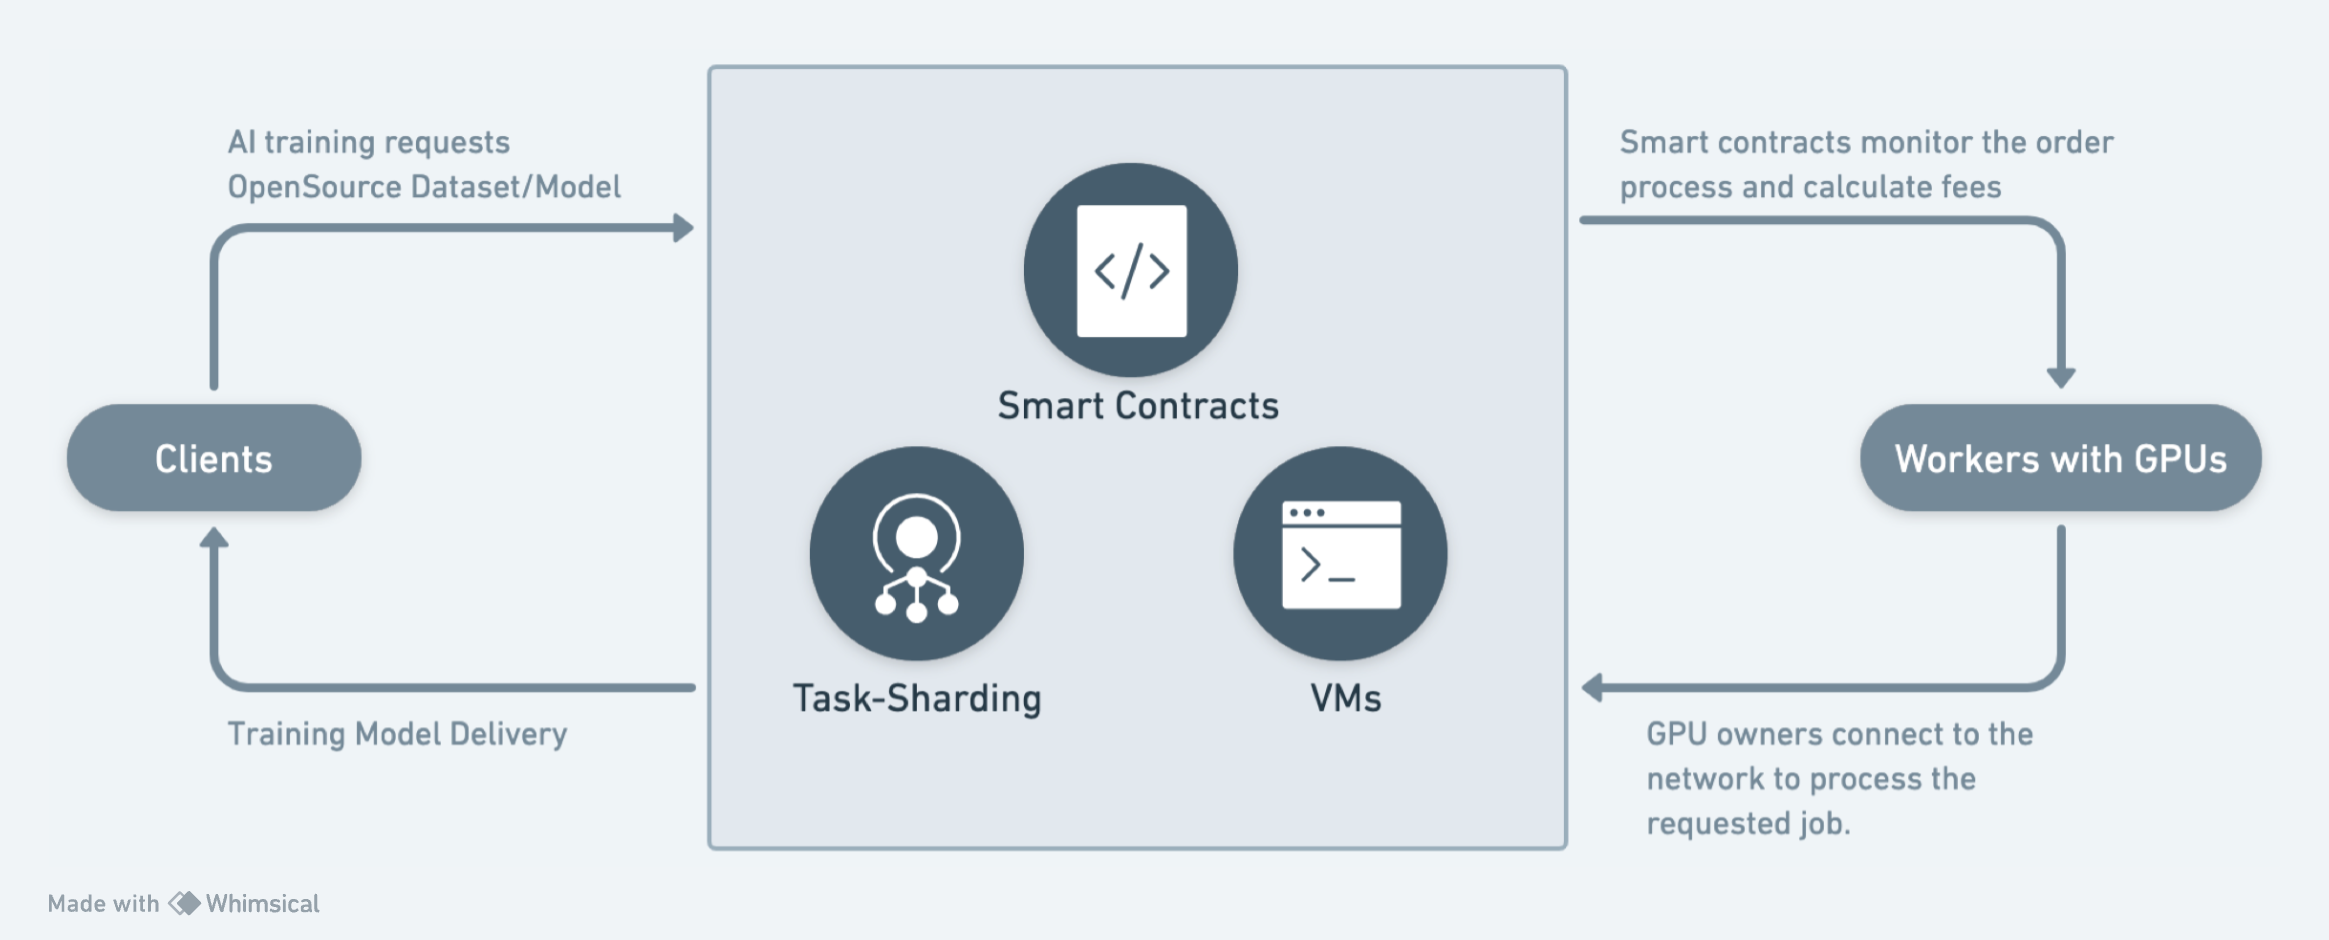 AI training requests
OpenSource Dataset/Model
Smart contracts monitor the order
process and calculate fees
</>
Smart Contracts
Clients
Workers with GPUs
>_
Task-Sharding
VMs
Training Model Delivery
GPU owners connect to the
network to process the
requested job.
Made with Whimsical